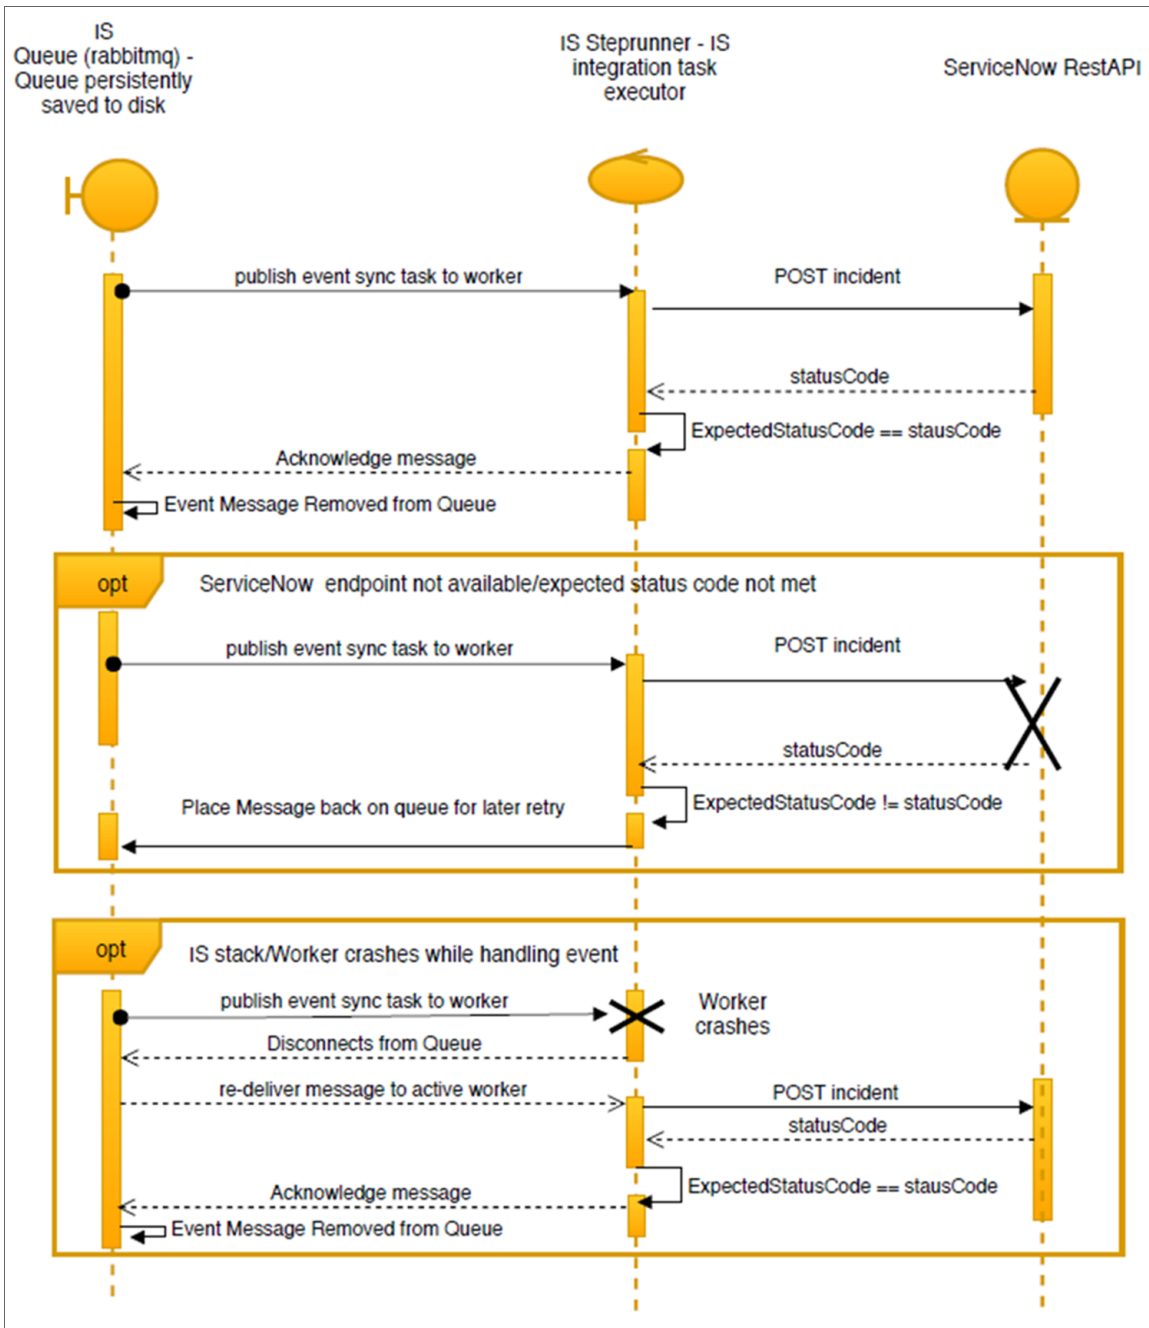 IS
Queue (rabbitmq) -
Queue persistently
saved to disk
IS Steprunner - IS
integration task
executor
ServiceNow RestAPI
publish event sync task to worker
POST incident
statusCode
ExpectedStatusCode == stausCode
Acknowledge message
Event Message Removed from Queue
opt
ServiceNow endpoint not available/expected status code not met
publish event sync task to worker
POST incident
statusCode
ExpectedStatusCode != statusCode
Place Message back on queue for later retry
opt
IS stack/Worker crashes while handling event
publish event sync task to worker
Worker
crashes
Disconnects from Queue
re-deliver message to active worker
POST incident
statusCode
ExpectedStatusCode == stausCode
Acknowledge message
Event Message Removed from Queue